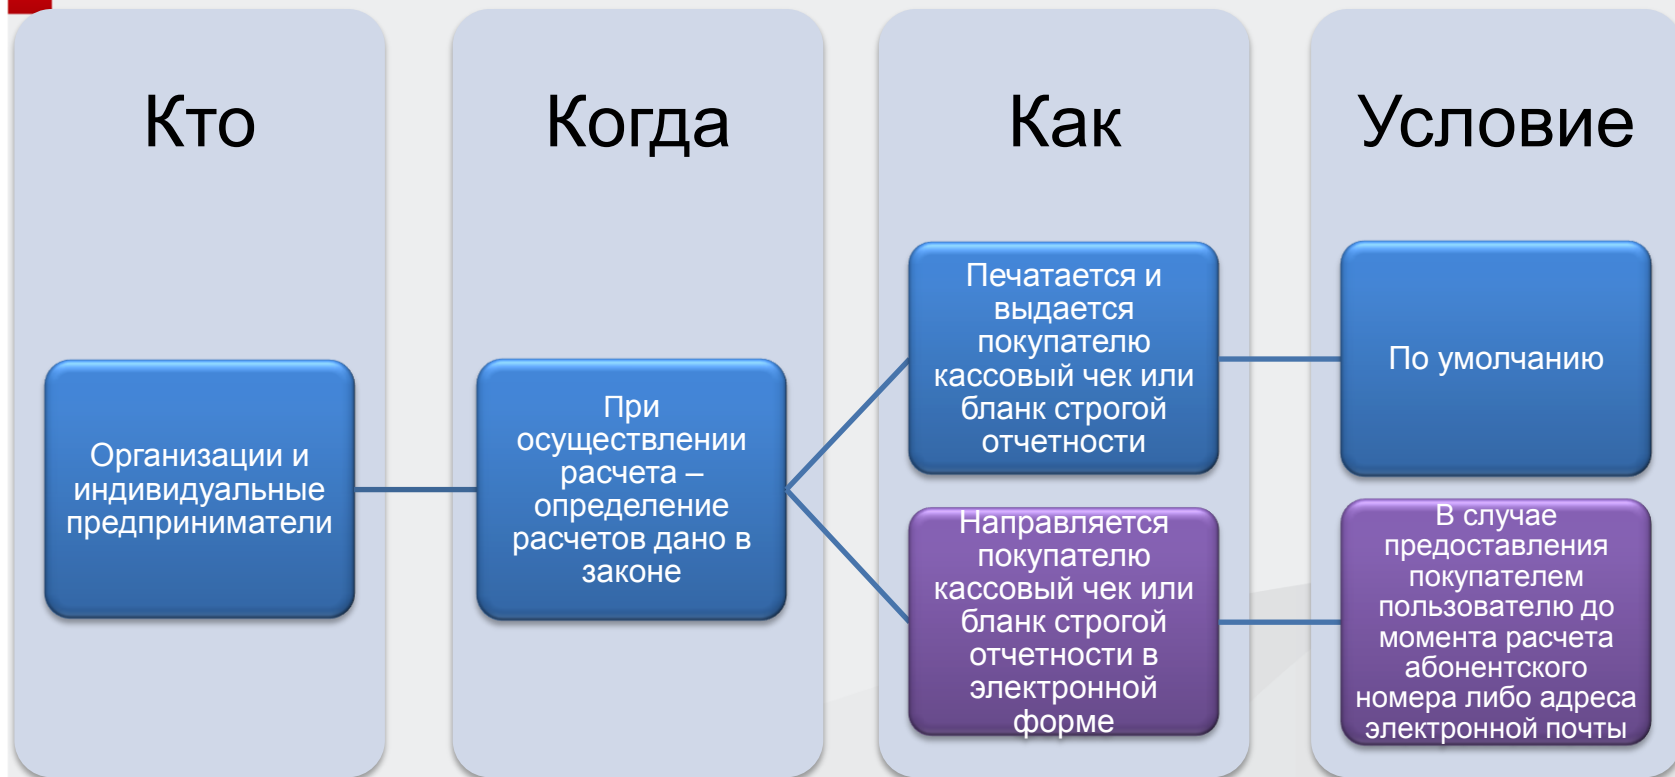 Кто
Когда
Как
Условие
Организации и
индивидуальные
предприниматели
При
осуществлении
расчета –
определение
расчетов дано в
законе
Печатается и
выдается
покупателю
кассовый чек или
бланк строгой
отчетности
По умолчанию
Направляется
покупателю
кассовый чек или
бланк строгой
отчетности в
электронной
форме
В случае
предоставления
покупателем
пользователю до
момента расчета
абонентского
номера либо адреса
электронной почты